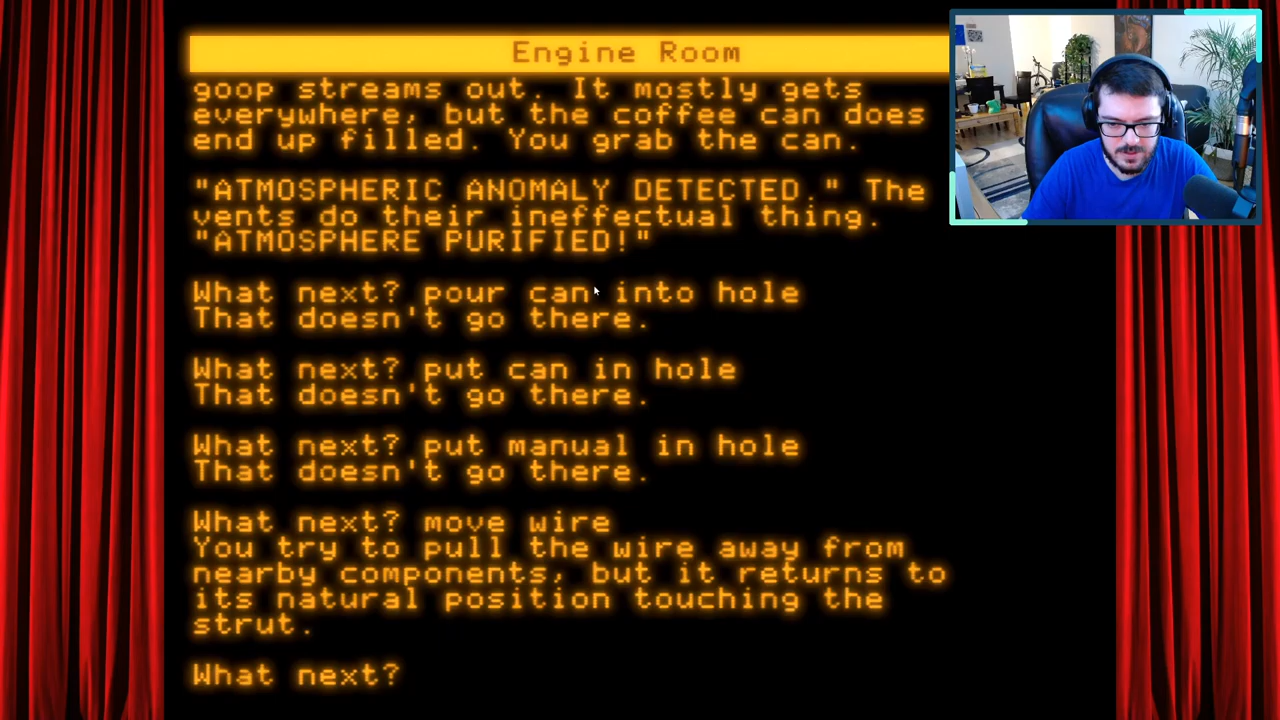 Engine Room
goop streams out. It mostly gets
everywhere, but the coffee can does
end up filled. You grab the can.
"ATMOSPHERIC ANOMALY DETECTED." The
vents do their ineffectual thing.
"ATMOSPHERE PURIFIED!"
What next? pour can into hole
That doesn't go there.
What next? put can in hole
That doesn't go there.
What next? put manual in hole
That doesn't go there.
What next? move wire
You try to pull the wire away from
nearby components, but it returns to
its natural position touching the
strut.
What next?